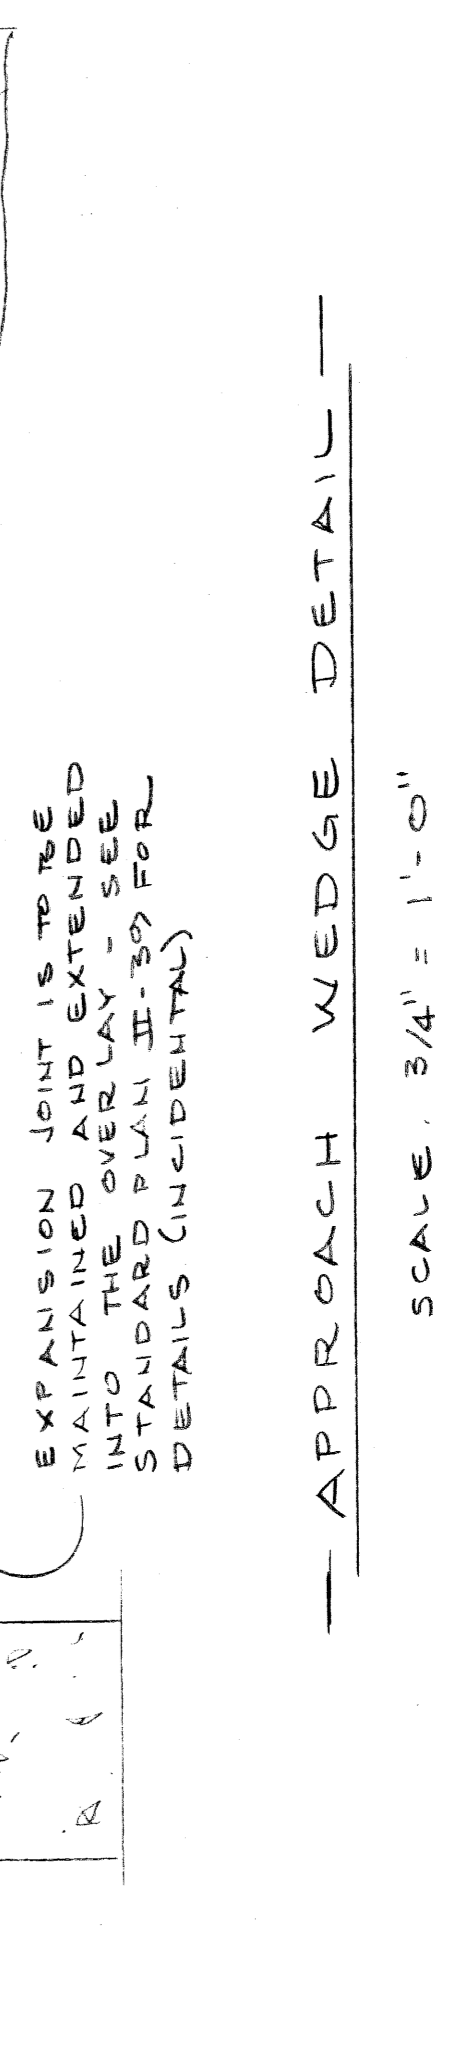 EXPANSION JOINT IS TO BE
MAINTAINED AND EXTENDED
INTO THE OVERLAY - SEE
STANDARD PLAN II-39 FOR
DETAILS (INCIDENTAL)
— APPROACH WEDGE DETAIL —
SCALE. 3/4" = 1'-0"